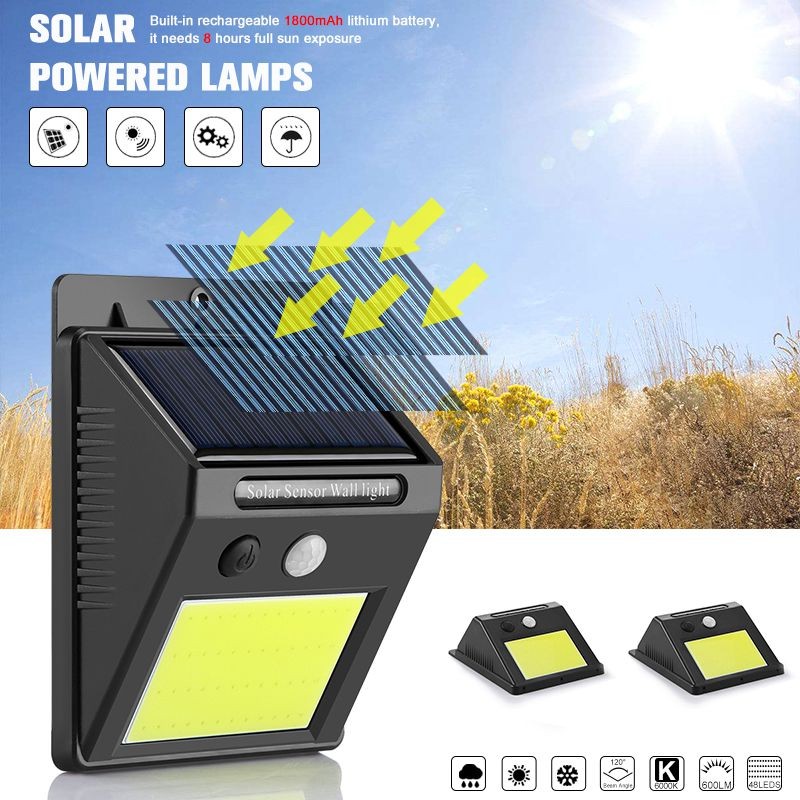 SOLAR
POWERED LAMPS
Built-in rechargeable 1800mAh lithium battery,
it needs 8 hours full sun exposure
Solar Sensor Wall light
120°
Beam Angle
K
6000K
600LM
48LEDS